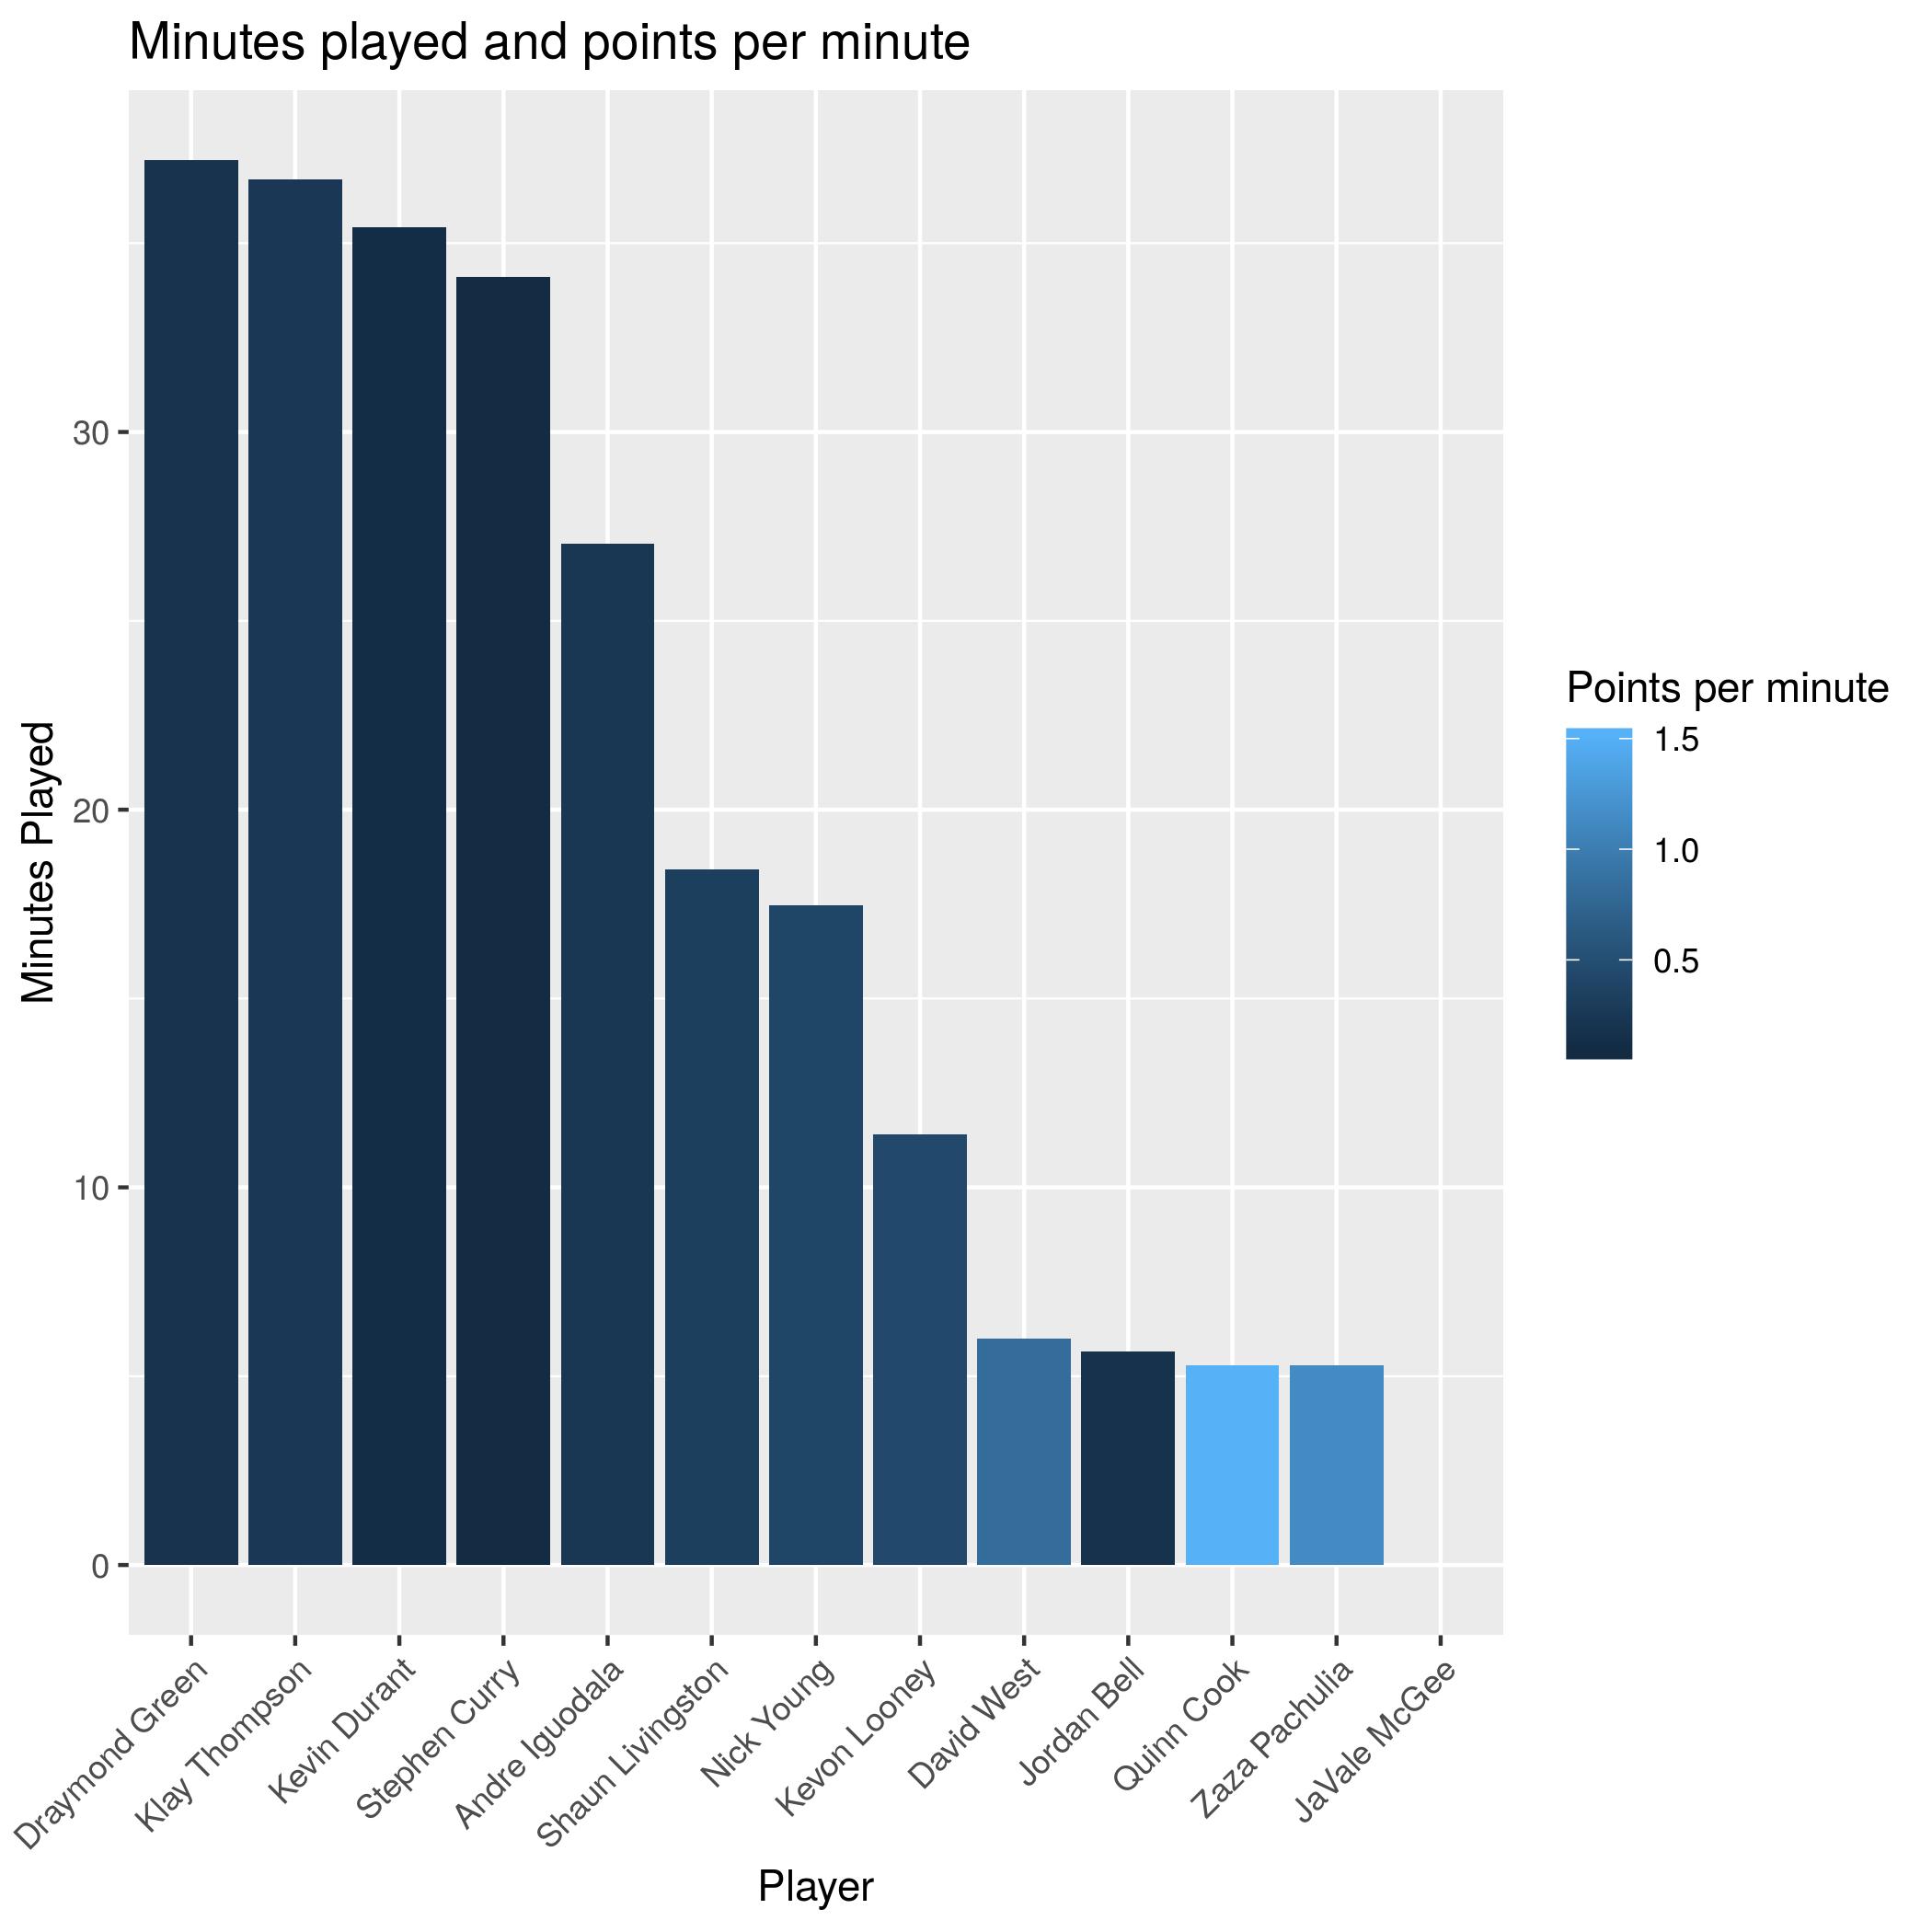 Minutes played and points per minute
Minutes Played
30
20
10
0
Draymond Green
Klay Thompson
Kevin Durant
Stephen Curry
Andre Iguodala
Shaun Livingston
Nick Young
Kevon Looney
David West
Jordan Bell
Quinn Cook
Zaza Pachulia
JaVale McGee
Player
Points per minute
1.5
1.0
0.5